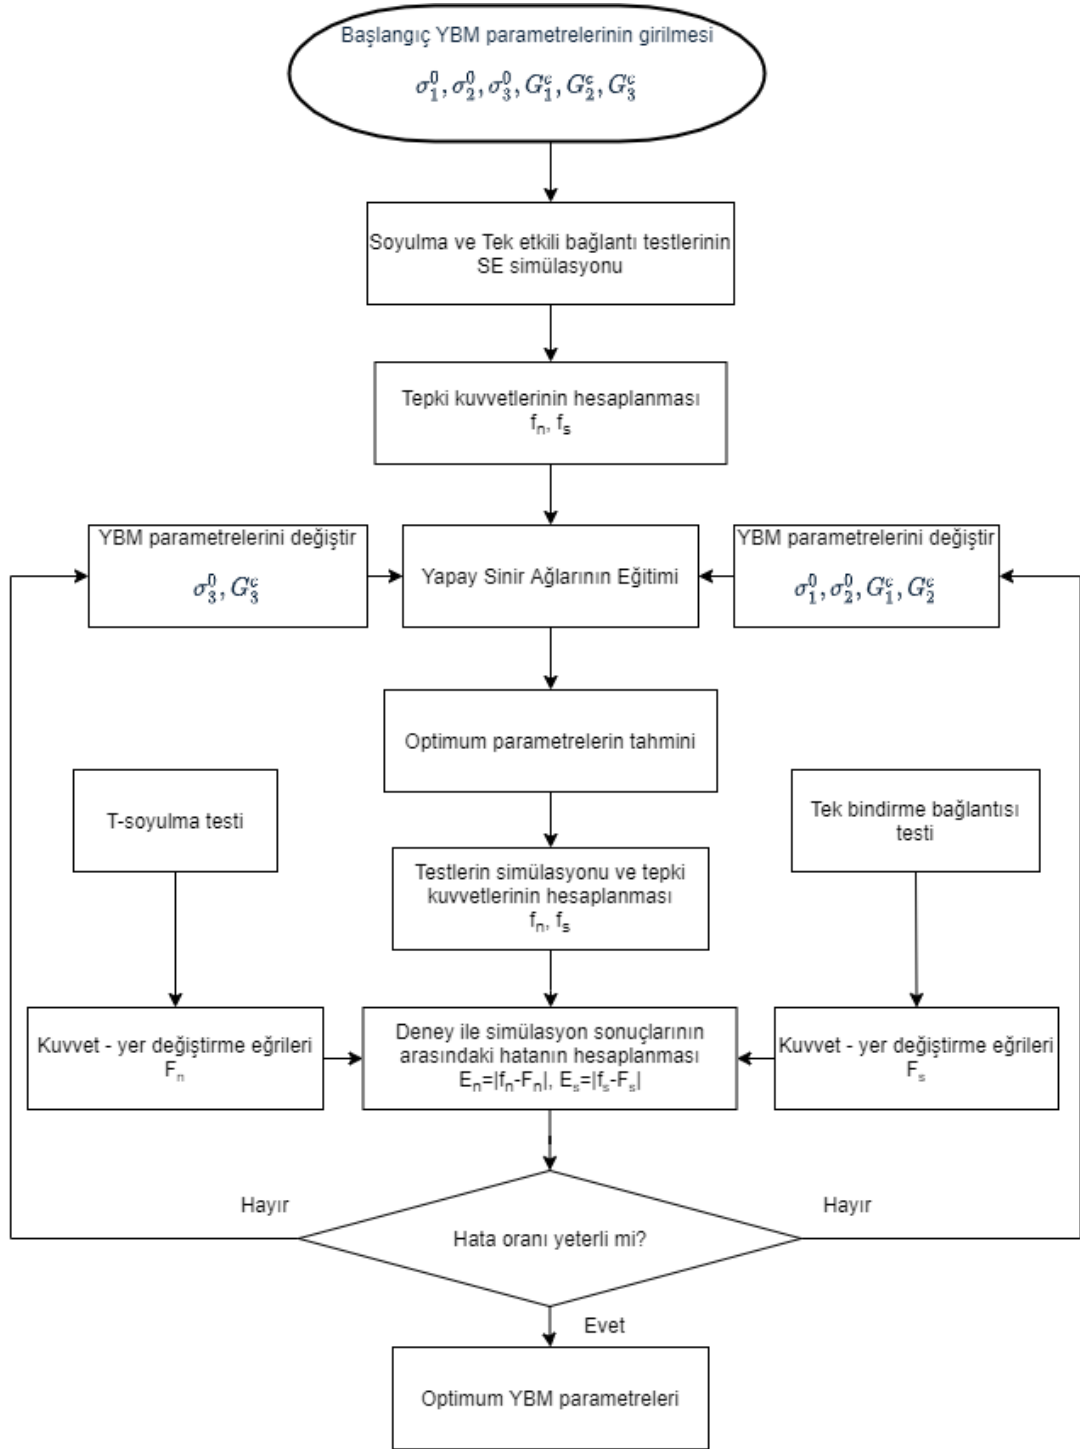 Başlangıç YBM parametrelerinin girilmesi
σ₁⁰, σ₂⁰, σ₃⁰, G₁ᶜ, G₂ᶜ, G₃ᶜ
Soyulma ve Tek etkili bağlantı testlerinin
SE simülasyonu
Tepki kuvvetlerinin hesaplanması
fₙ, fₛ
YBM parametrelerini değiştir
σ₃⁰, G₃ᶜ
Yapay Sinir Ağlarının Eğitimi
YBM parametrelerini değiştir
σ₁⁰, σ₂⁰, G₁ᶜ, G₂ᶜ
Optimum parametrelerin tahmini
T-soyulma testi
Tek bindirme bağlantısı
testi
Testlerin simülasyonu ve tepki
kuvvetlerinin hesaplanması
fₙ, fₛ
Kuvvet - yer değiştirme eğrileri
Fₙ
Deney ile simülasyon sonuçlarının
arasındaki hatanın hesaplanması
Eₙ=|fₙ-Fₙ|, Eₛ=|fₛ-Fₛ|
Kuvvet - yer değiştirme eğrileri
Fₛ
Hayır
Hayır
Hata oranı yeterli mi?
Evet
Optimum YBM parametreleri